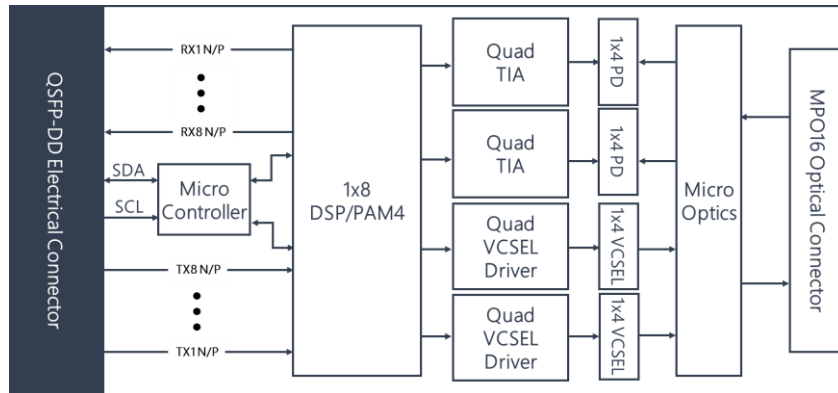 QSFP-DD Electrical Connector
RX1 N/P
RX8 N/P
SDA
SCL
Micro
Controller
TX8 N/P
TX1 N/P
1x8
DSP/PAM4
Quad
TIA
Quad
TIA
Quad
VCSEL
Driver
Quad
VCSEL
Driver
1x4 PD
1x4 PD
1x4 VCSEL
1x4 VCSEL
Micro
Optics
MPO16 Optical Connector